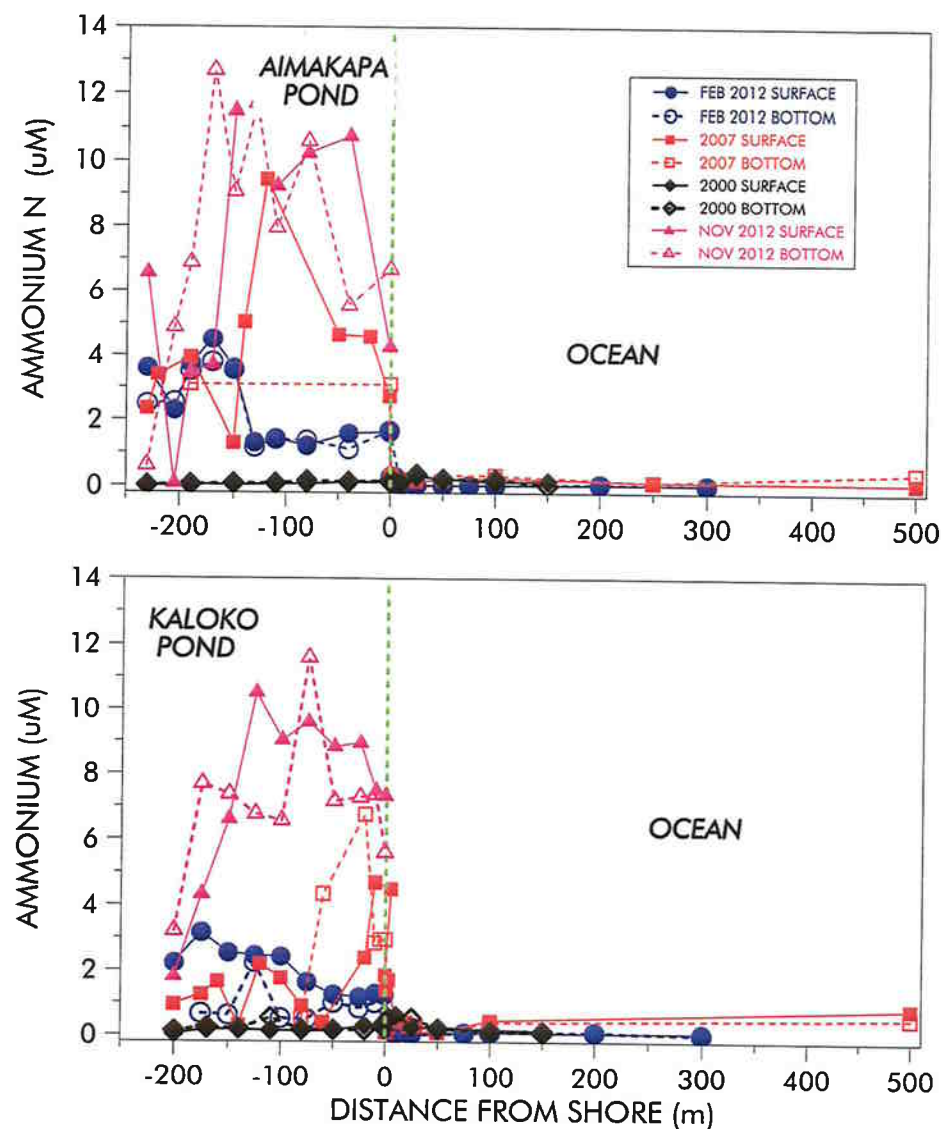 14
12
10
8
6
4
2
0
AMMONIUM N (uM)
AIMAKAPA
POND
FEB 2012 SURFACE
FEB 2012 BOTTOM
2007 SURFACE
2007 BOTTOM
2000 SURFACE
2000 BOTTOM
NOV 2012 SURFACE
NOV 2012 BOTTOM
OCEAN
-200 -100 0 100 200 300 400 500
14
12
10
8
6
4
2
0
AMMONIUM (uM)
KALOKO
POND
OCEAN
-200 -100 0 100 200 300 400 500
DISTANCE FROM SHORE (m)